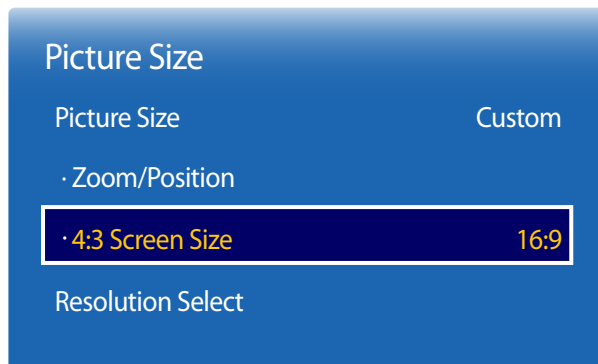 Picture Size
Picture Size Custom
· Zoom/Position
· 4:3 Screen Size 16:9
Resolution Select